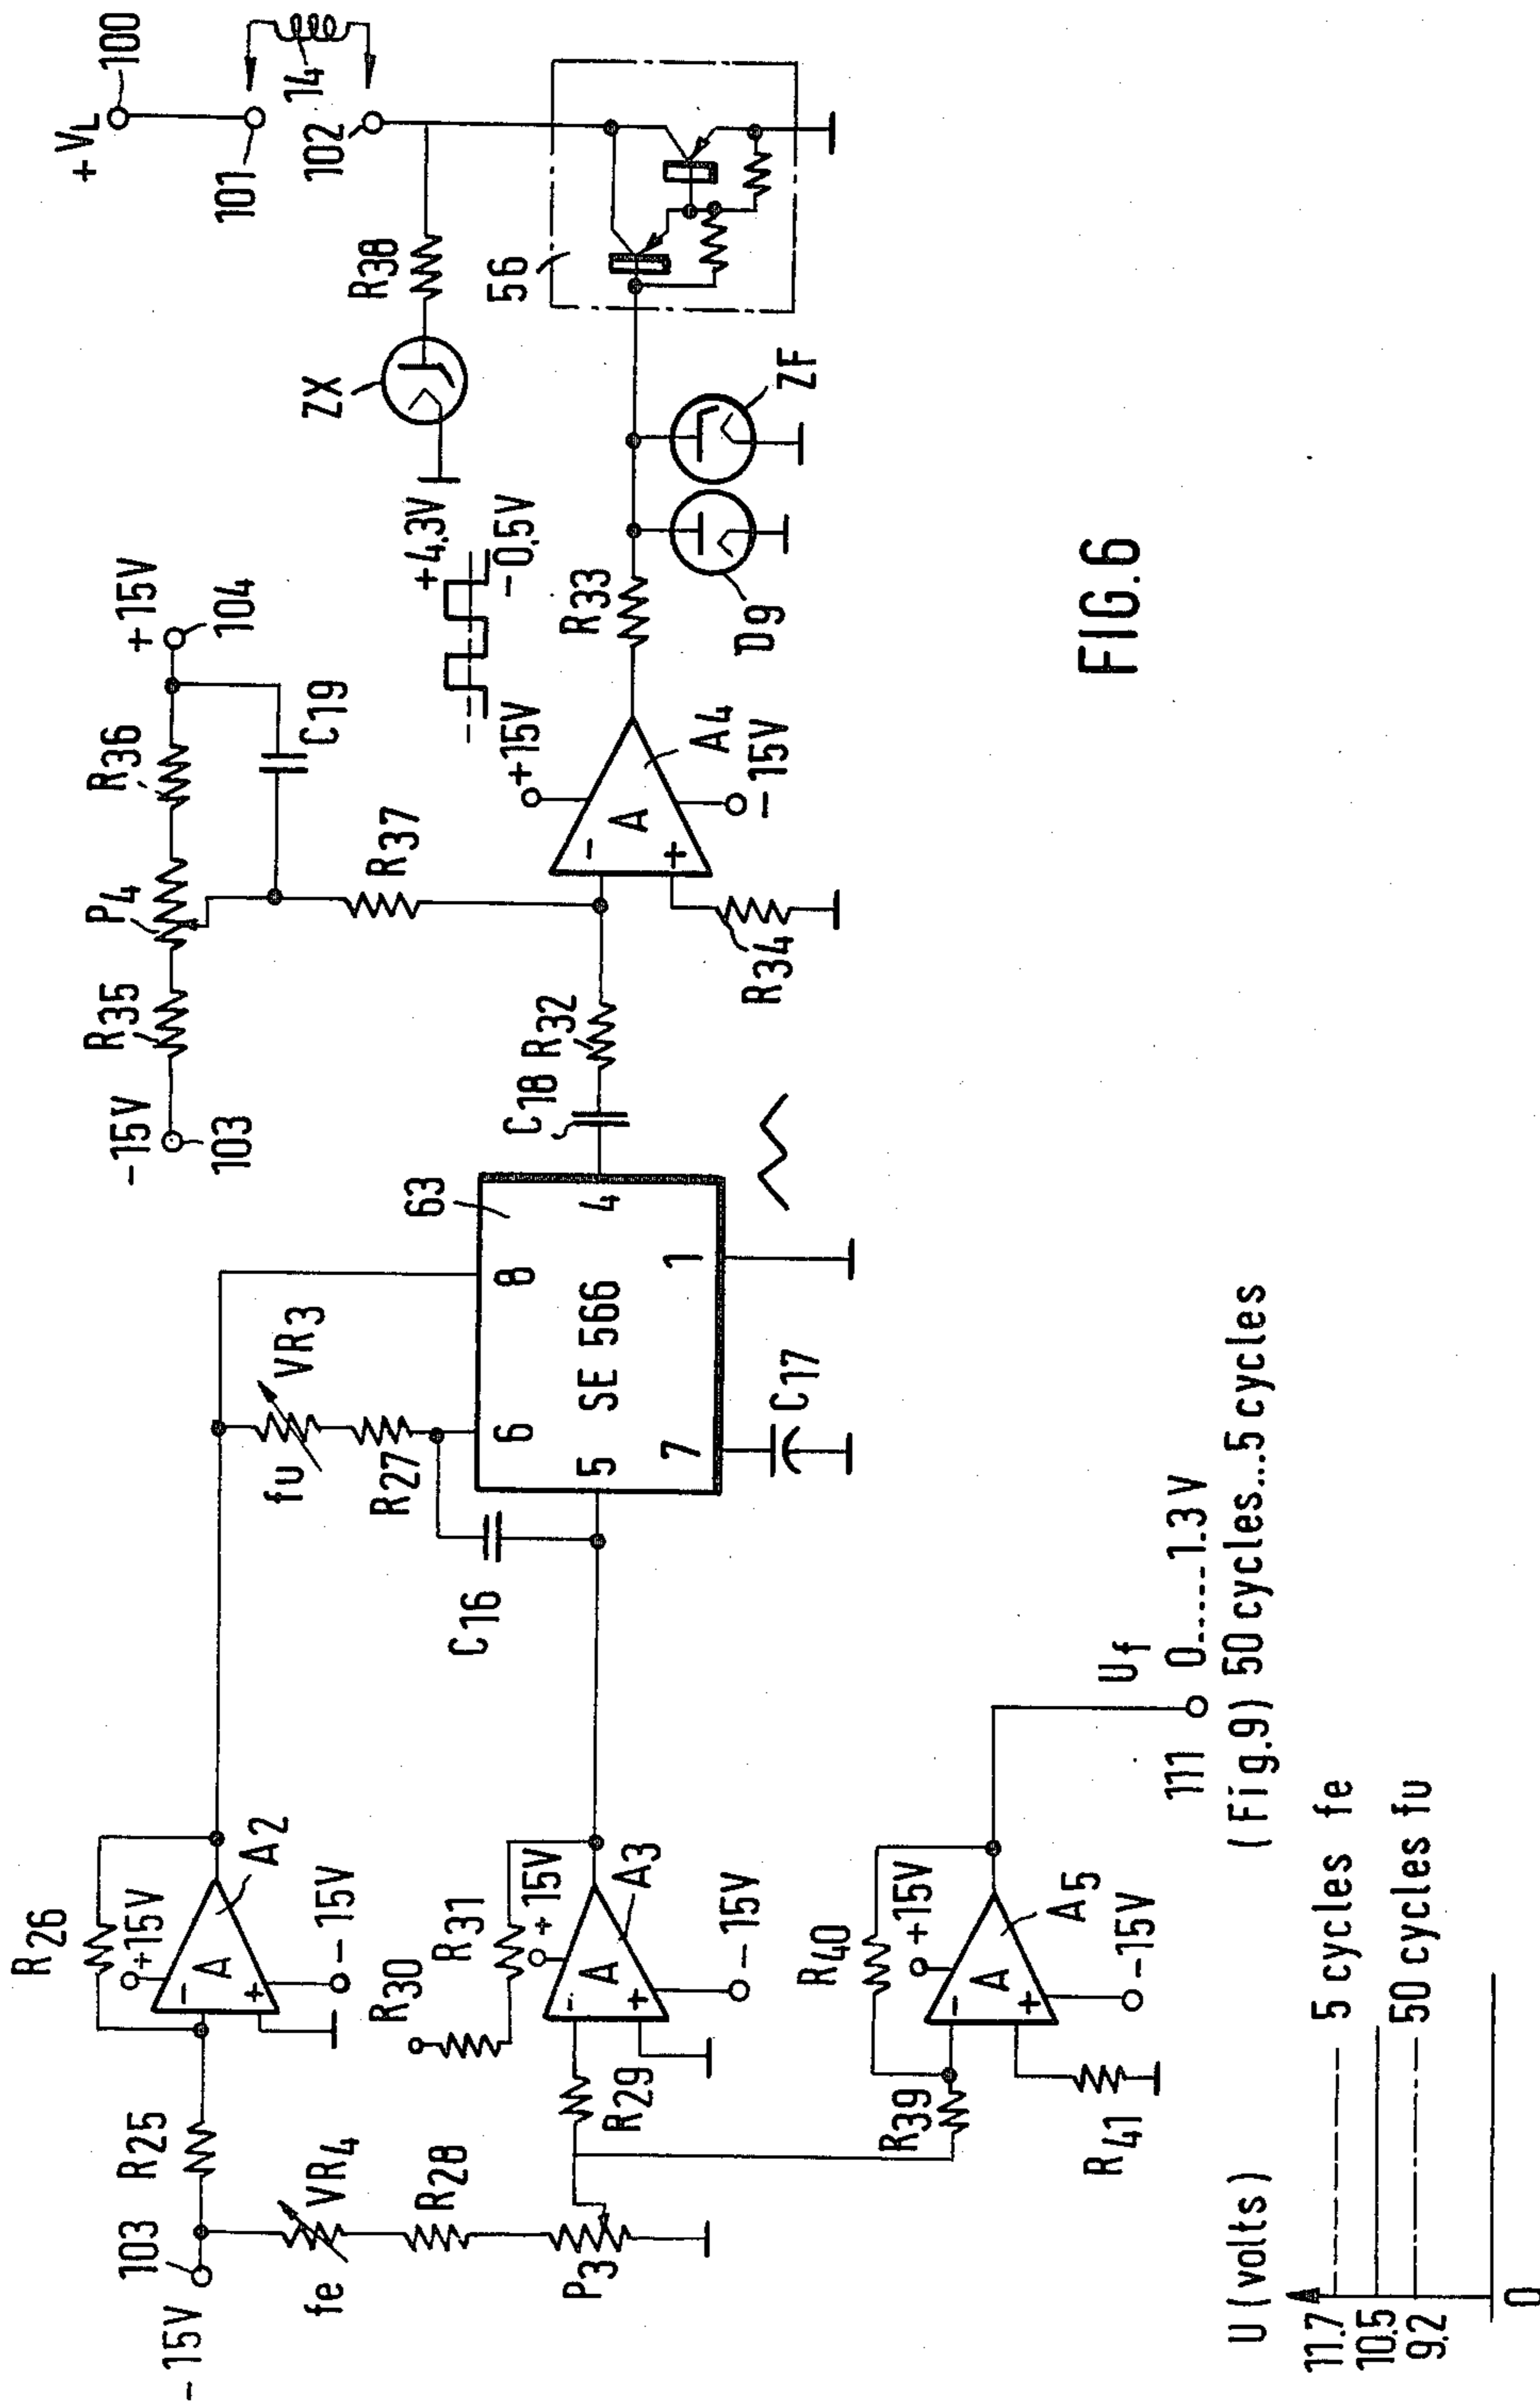 -15V
103
R25
R26
+15V
A
-
+
A2
-15V
VR4
fe
R28
P3
R29
R30
R31
+15V
A
-
+
A3
-15V
R39
R40
+15V
A
-
+
A5
-15V
R41
Uf
111 0.....1.3V
(Fig.9) 50 cycles...5 cycles
fu
VR3
R27
C16
63
8
6
5
4
SE 566
7
1
C17
C18
R32
-15V
103
R35
P4
R36
+15V
104
C19
R37
+15V
A
-
+
A4
-15V
R34
+4.3V
-0.5V
R33
D9
ZF
ZX
R38
56
+VL
100
101
102
14
U (volts)
11.7
10.5
9.2
0
5 cycles fe
50 cycles fu
FIG.6